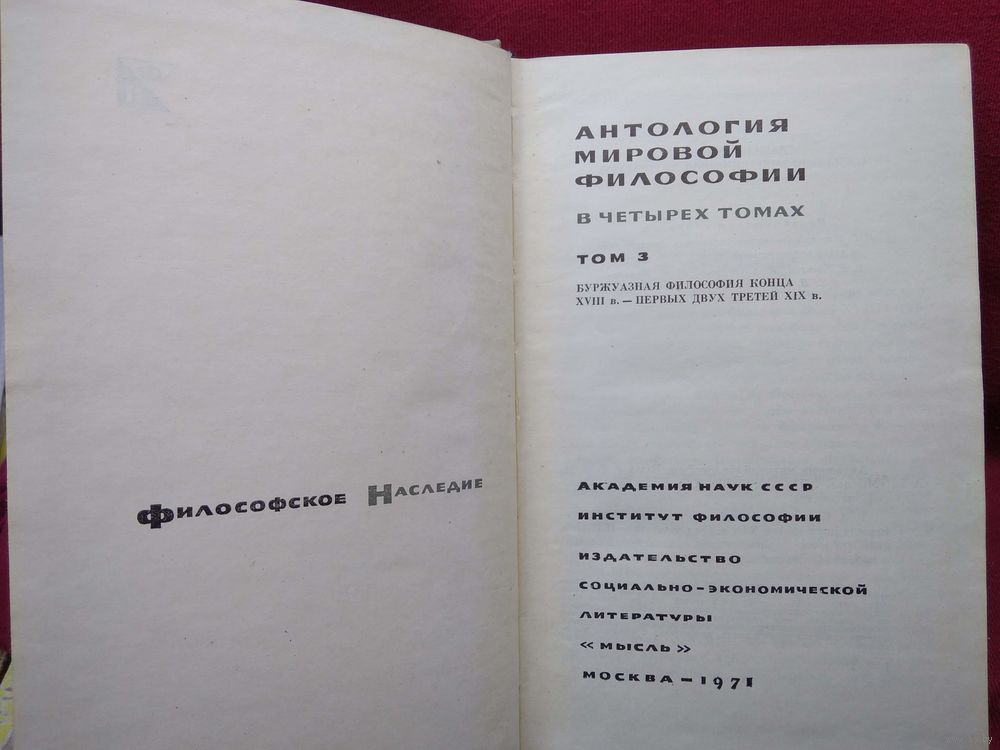 Философское Наследие
АНТОЛОГИЯ
МИРОВОЙ
ФИЛОСОФИИ
В ЧЕТЫРЕХ ТОМАХ
ТОМ 3
БУРЖУАЗНАЯ ФИЛОСОФИЯ КОНЦА
XVIII в. — ПЕРВЫХ ДВУХ ТРЕТЕЙ XIX в.
АКАДЕМИЯ НАУК СССР
ИНСТИТУТ ФИЛОСОФИИ
ИЗДАТЕЛЬСТВО
СОЦИАЛЬНО-ЭКОНОМИЧЕСКОЙ
ЛИТЕРАТУРЫ
«МЫСЛЬ»
МОСКВА — 1971